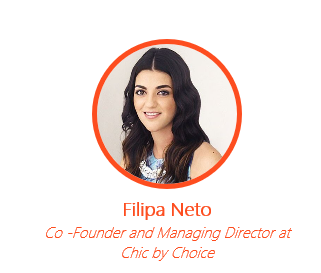 Filipa Neto
Co -Founder and Managing Director at
Chic by Choice